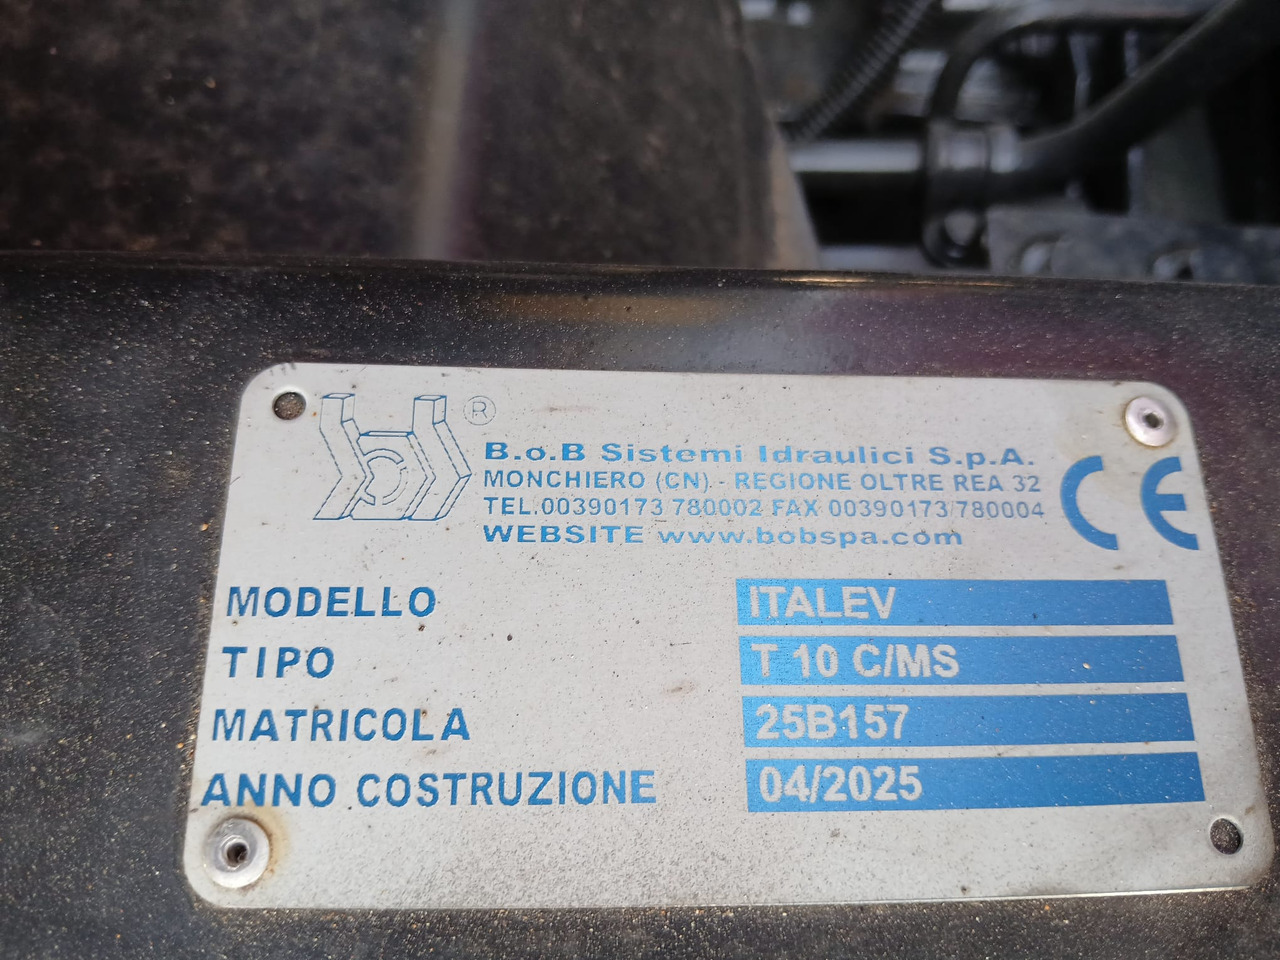 ®
B.o.B Sistemi Idraulici S.p.A.
MONCHIERO (CN) - REGIONE OLTRE REA 32
TEL.00390173 780002 FAX 00390173 780004
WEBSITE www.bobspa.com
CE
MODELLO ITALEV
TIPO T 10 C/MS
MATRICOLA 25B157
ANNO COSTRUZIONE 04/2025